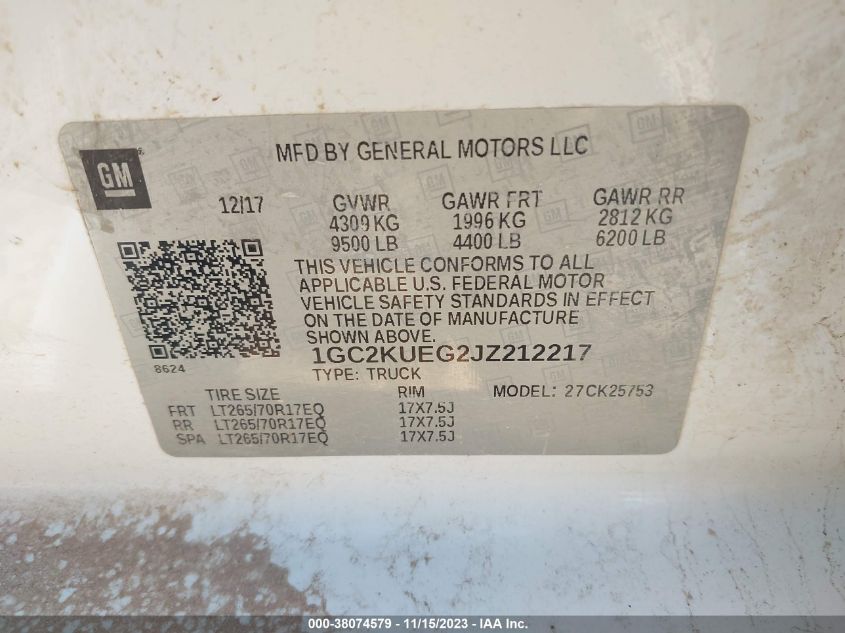 MFD BY GENERAL MOTORS LLC
GM
12/17 GVWR GAWR FRT GAWR RR
4309 KG 1996 KG 2812 KG
9500 LB 4400 LB 6200 LB
THIS VEHICLE CONFORMS TO ALL
APPLICABLE U.S. FEDERAL MOTOR
VEHICLE SAFETY STANDARDS IN EFFECT
ON THE DATE OF MANUFACTURE
SHOWN ABOVE.
1GC2KUEG2JZ212217
8624
TYPE: TRUCK
TIRE SIZE RIM MODEL: 27CK25753
FRT LT265/70R17EQ 17X7.5J
RR LT265/70R17EQ 17X7.5J
SPA LT265/70R17EQ 17X7.5J
000-38074579 - 11/15/2023 - IAA Inc.